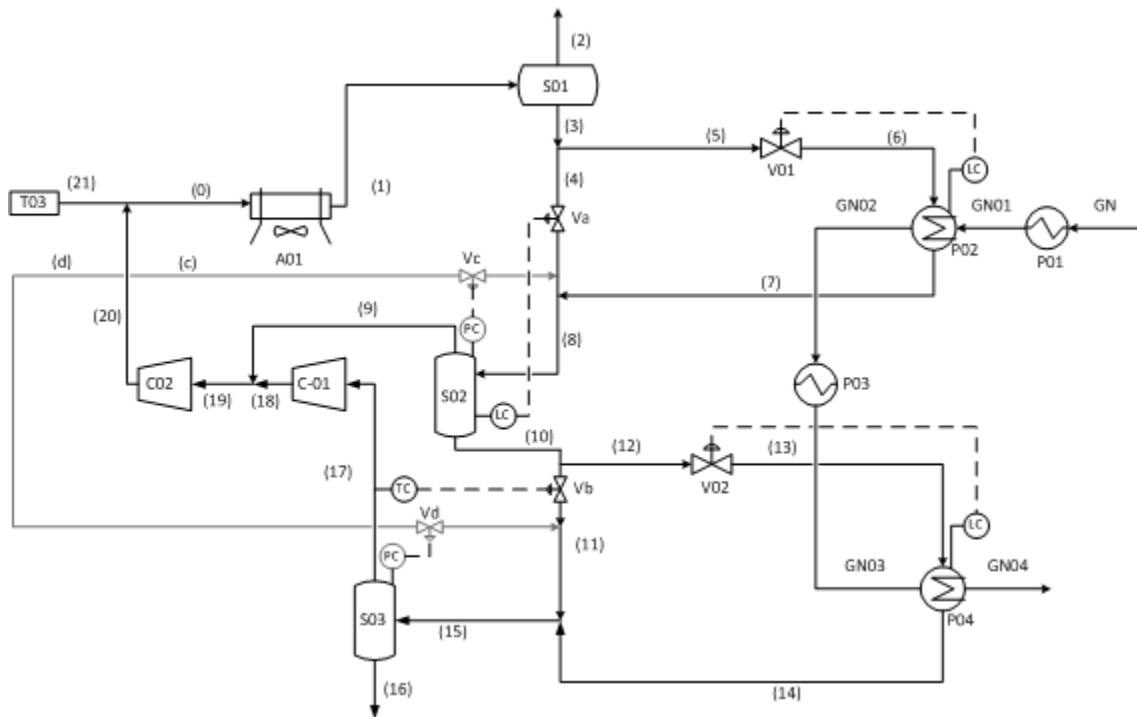 (2)
S01
(3)
(5)
(6)
V01
LC
(21)
(0)
(1)
(4)
T03
Va
GN02
GN01
GN
A01
P02
P01
(d)
(c)
Vc
(7)
(20)
(9)
PC
(8)
C02
C-01
S02
P03
(19)
(18)
LC
(10)
(12)
(13)
(17)
TC
Vb
V02
Vd
LC
(11)
PC
GN03
GN04
S03
(15)
P04
(16)
(14)